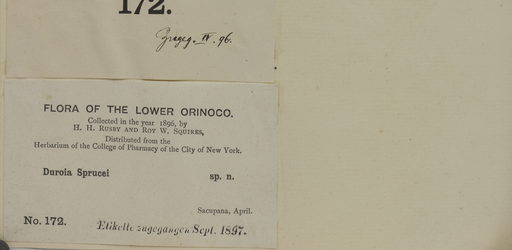 172.
IV. 96.
FLORA OF THE LOWER ORINOCO.
Collected in the year 1896, by
H. H. RUSBY AND ROY W. SQUIRES,
Distributed from the
Herbarium of the College of Pharmacy of the City of New York.
Duroia Sprucei sp. n.
Sacupana, April.
No. 172.
Etikette zugegangen Sept. 1897.